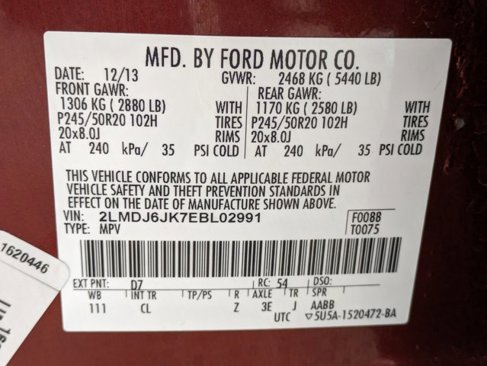 MFD. BY FORD MOTOR CO.
DATE: 12/13 GVWR: 2468 KG (5440 LB)
FRONT GAWR: REAR GAWR:
1306 KG (2880 LB) WITH 1170 KG (2580 LB) WITH
P245/50R20 102H TIRES P245/50R20 102H TIRES
20x8.0J RIMS 20x8.0J RIMS
AT 240 kPa/ 35 PSI COLD AT 240 kPa/ 35 PSI COLD
THIS VEHICLE CONFORMS TO ALL APPLICABLE FEDERAL MOTOR
VEHICLE SAFETY AND THEFT PREVENTION STANDARDS IN
EFFECT ON THE DATE OF MANUFACTURE SHOWN ABOVE.
VIN: 2LMDJ6JK7EBL02991 F0088
TYPE: MPV T0075
EXT PNT: D7 RC: 54 DSO:
WB INT TR TP/PS R AXLE TR SPR
111 CL Z 3E J AABB
UTC ▽5U5A-1520472-BA
1620446